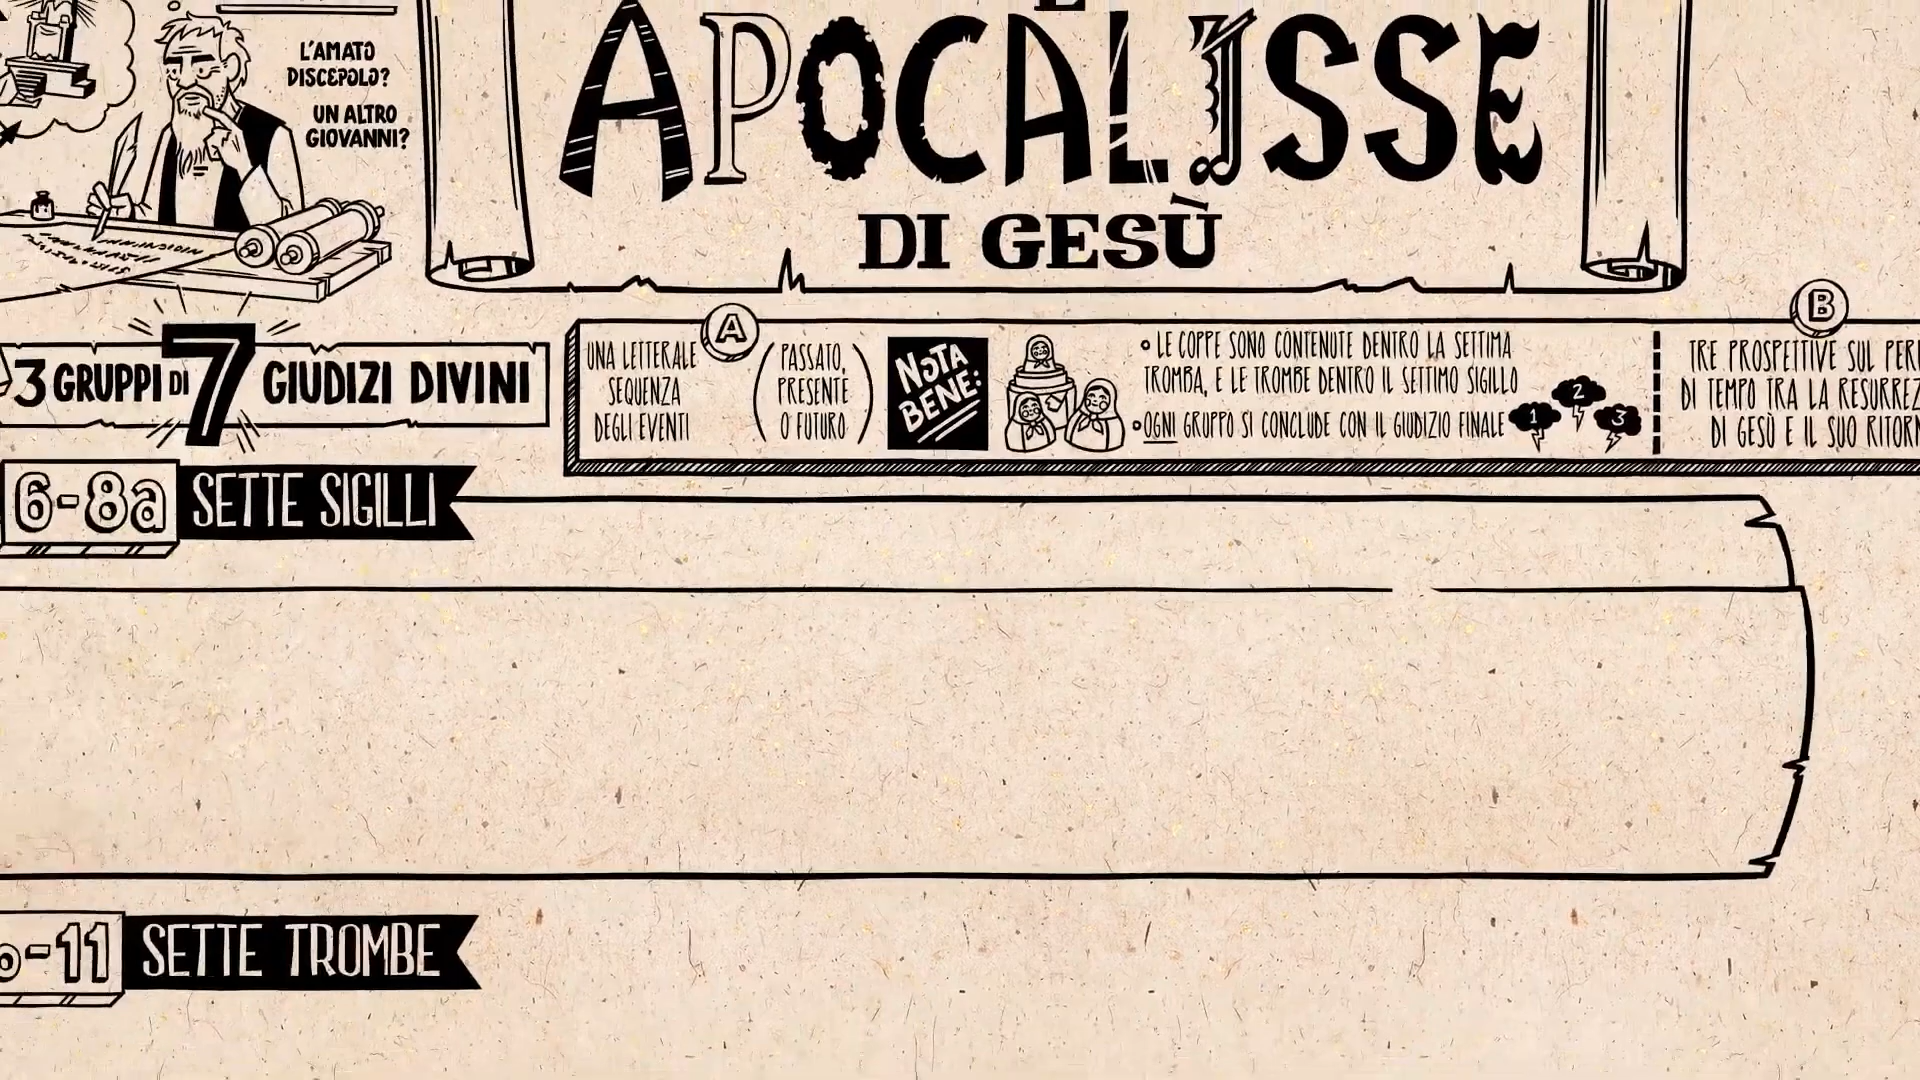 L'AMATO
DISCEPOLO?
UN ALTRO
GIOVANNI?
APOCALISSE
DI GESÙ
3 GRUPPI DI 7 GIUDIZI DIVINI
A
UNA LETTERALE
SEQUENZA
DEGLI EVENTI
(PASSATO,
PRESENTE
O FUTURO)
NOTA
BENE:
• LE COPPE SONO CONTENUTE DENTRO LA SETTIMA
TROMBA, E LE TROMBE DENTRO IL SETTIMO SIGILLO
• OGNI GRUPPO SI CONCLUDE CON IL GIUDIZIO FINALE
1 2 3
B
TRE PROSPETTIVE SUL
DI TEMPO TRA LA
DI GESÙ E IL SUO
6-8a SETTE SIGILLI
-11 SETTE TROMBE